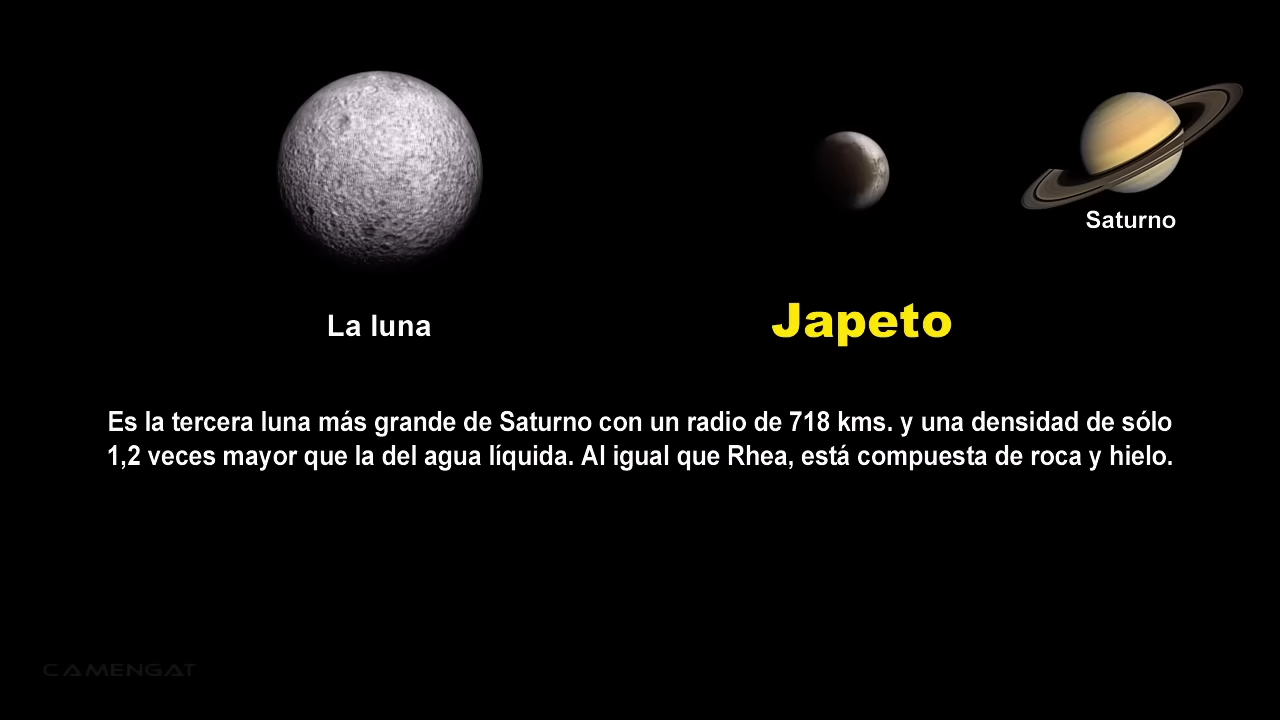 Saturno
La luna
Japeto
Es la tercera luna más grande de Saturno con un radio de 718 kms. y una densidad de sólo
1,2 veces mayor que la del agua líquida. Al igual que Rhea, está compuesta de roca y hielo.
CAMENGAT